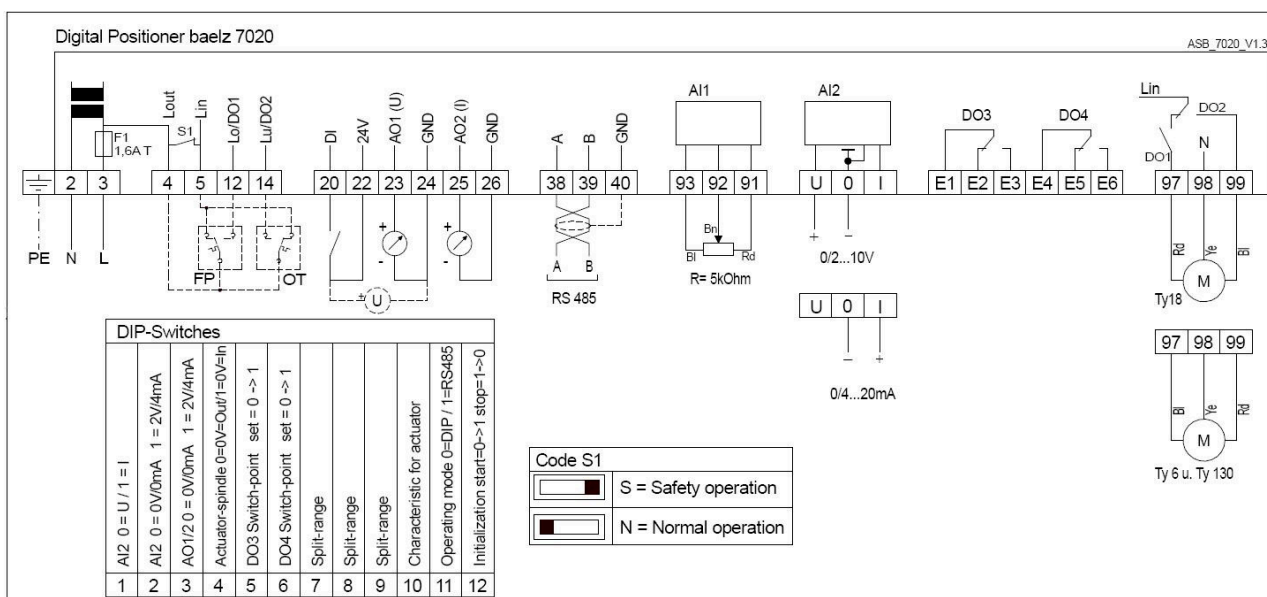 Digital Positioner baelz 7020
ASB_7020_V1.3
F1
1,6A T
Lout
S1
Lin
Lo/DO1
Lu/DO2
DI
24V
AO1 (U)
GND
AO2 (I)
GND
A
B
GND
AI1
AI2
DO3
DO4
Lin
DO2
DO1
N
2 3
4 5 12 14
20 22 23 24 25 26
38 39 40
93 92 91
U 0 I
E1 E2 E3 E4 E5 E6
97 98 99
PE N L
FP
OT
+
-
+
-
+
U
A B
RS 485
Bl
Bn
Rd
R= 5kOhm
+ −
0/2...10V
U 0 I
− +
0/4...20mA
Rd
Ye
Bl
M
Ty18
97 98 99
Bl
Ye
Rd
M
Ty 6 u. Ty 130
DIP-Switches
AI2 0 = U / 1 = I
AI2 0 = 0V/0mA 1 = 2V/4mA
AO1/2 0 = 0V/0mA 1 = 2V/4mA
Actuator-spindle 0=0V=Out/1=0V=In
DO3 Switch-point set = 0 -> 1
DO4 Switch-point set = 0 -> 1
Split-range
Split-range
Split-range
Characteristic for actuator
Operating mode 0=DIP / 1=RS485
Initialization start=0->1 stop=1->0
1 2 3 4 5 6 7 8 9 10 11 12
Code S1
S = Safety operation
N = Normal operation